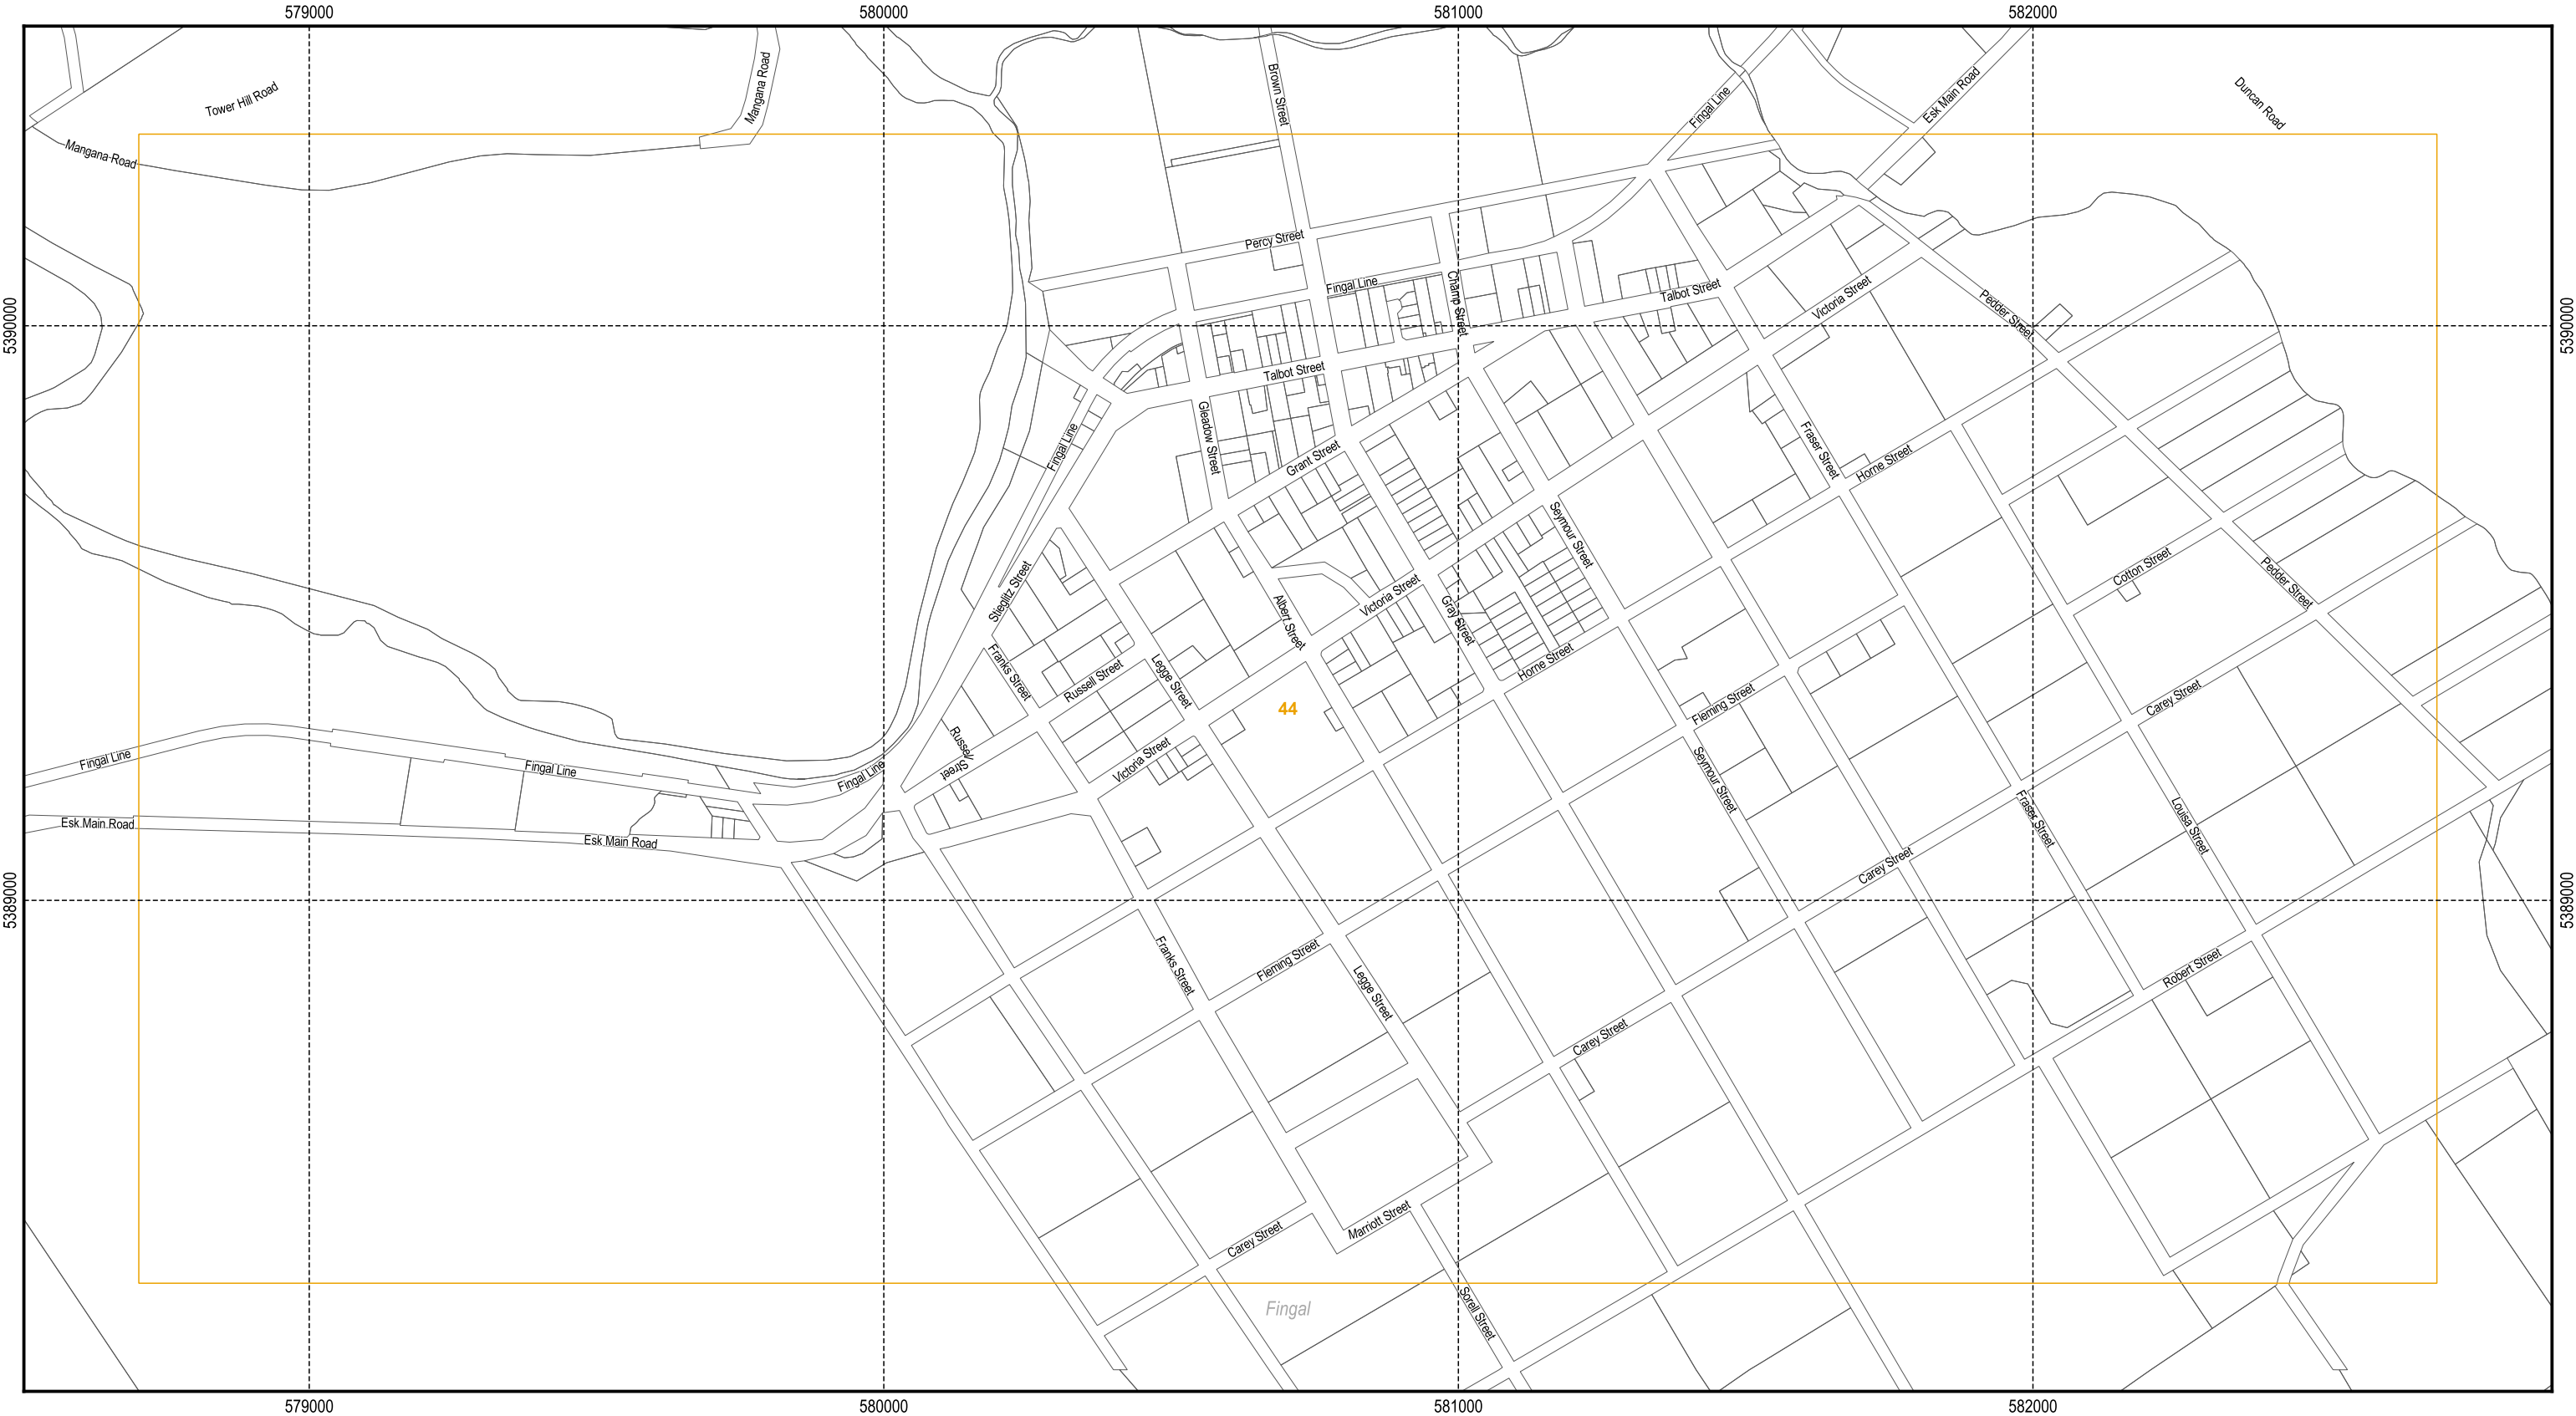 579000
580000
581000
582000
Brown Street
Mangana Road
Tower Hill Road
Fingal Line
Esk Main Road
Duncan Road
Mangana Road
Percy Street
Fingal Line
Champ Street
Talbot Street
Victoria Street
Pedder Street
5390000
5390000
Talbot Street
Gleadow Street
Fingal Line
Grant Street
Fraser Street
Horne Street
Seymour Street
Stieglitz Street
Albert Street
Victoria Street
Gray Street
Cotton Street
Pedder Street
Franks Street
Russell Street
Legge Street
Horne Street
44
Fleming Street
Carey Street
Russell
Street
Victoria Street
Fingal Line
Fingal Line
Fingal Line
Seymour Street
Esk Main Road
Esk Main Road
Fraser Street
Louisa Street
Carey Street
5389000
5389000
Franks Street
Fleming Street
Legge Street
Robert Street
Carey Street
Carey Street
Marriott Street
Fingal
Sorell Street
579000
580000
581000
582000